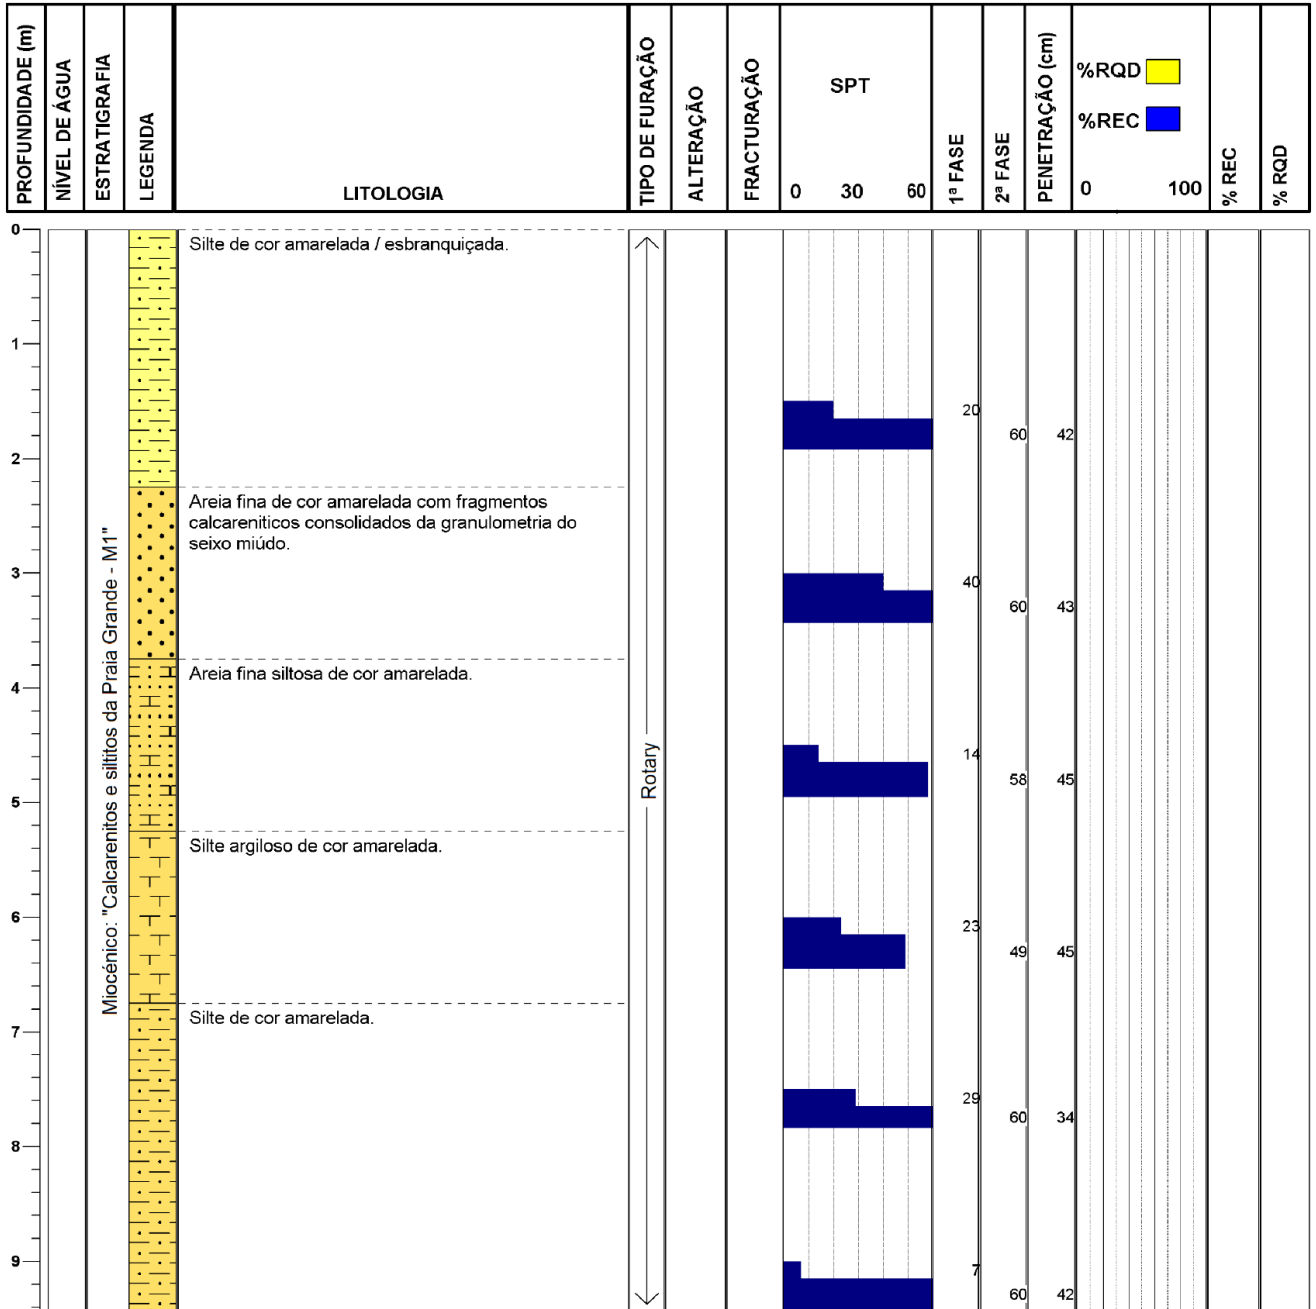 PROFUNDIDADE (m)
NÍVEL DE ÁGUA
ESTRATIGRAFIA
LEGENDA
LITOLOGIA
TIPO DE FURAÇÃO
ALTERAÇÃO
FRACTURAÇÃO
SPT
0 30 60
1ª FASE
2ª FASE
PENETRAÇÃO (cm)
%RQD
%REC
0 100
% REC
% RQD
0
Silte de cor amarelada / esbranquiçada.
1
20
60 42
2
Areia fina de cor amarelada com fragmentos
calcareniticos consolidados da granulometria do
seixo miúdo.
3
40
60 43
Areia fina siltosa de cor amarelada.
4
14
58 45
5
Silte argiloso de cor amarelada.
6
23
49 45
Silte de cor amarelada.
7
29
60 34
8
9
7
60 42
Miocénico: "Calcarenitos e siltitos da Praia Grande - M1"
Rotary